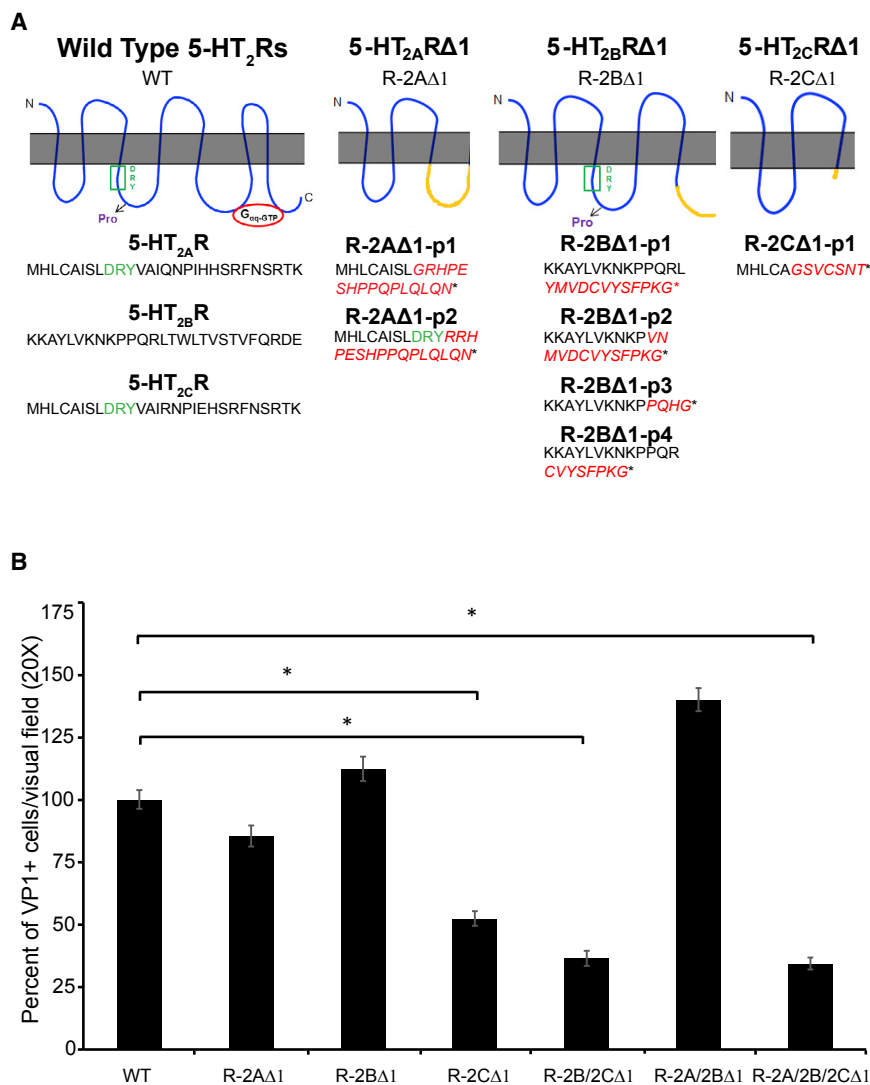 A
Wild Type 5-HT2Rs
WT
N
D
R
Y
Pro
Gαq-GTP
C
5-HT2AR
MHLCAISLDRYVAIQNPIHHSRFNSRTK
5-HT2BR
KKAYLVKNKPPQRLTWLTVSTVFQRDE
5-HT2CR
MHLCAISLDRYVAIRNPIEHSRFNSRTK
5-HT2ARΔ1
R-2AΔ1
N
R-2AΔ1-p1
MHLCAISLGRHPE
SHPPQPLQLQN*
R-2AΔ1-p2
MHLCAISLDRYRRH
PESHPPQPLQLQN*
5-HT2BRΔ1
R-2BΔ1
N
D
R
Y
Pro
R-2BΔ1-p1
KKAYLVKNKPPQRL
YMVDCVYSFPKG*
R-2BΔ1-p2
KKAYLVKNKPVN
MVDCVYSFPKG*
R-2BΔ1-p3
KKAYLVKNKPPQHG*
R-2BΔ1-p4
KKAYLVKNKPPQR
CVYSFPKG*
5-HT2CRΔ1
R-2CΔ1
N
R-2CΔ1-p1
MHLCAGSVCSNT*
B
Percent of VP1+ cells/visual field (20X)
175
150
125
100
75
50
25
0
*
*
*
WT
R-2AΔ1
R-2BΔ1
R-2CΔ1
R-2B/2CΔ1
R-2A/2BΔ1
R-2A/2B/2CΔ1